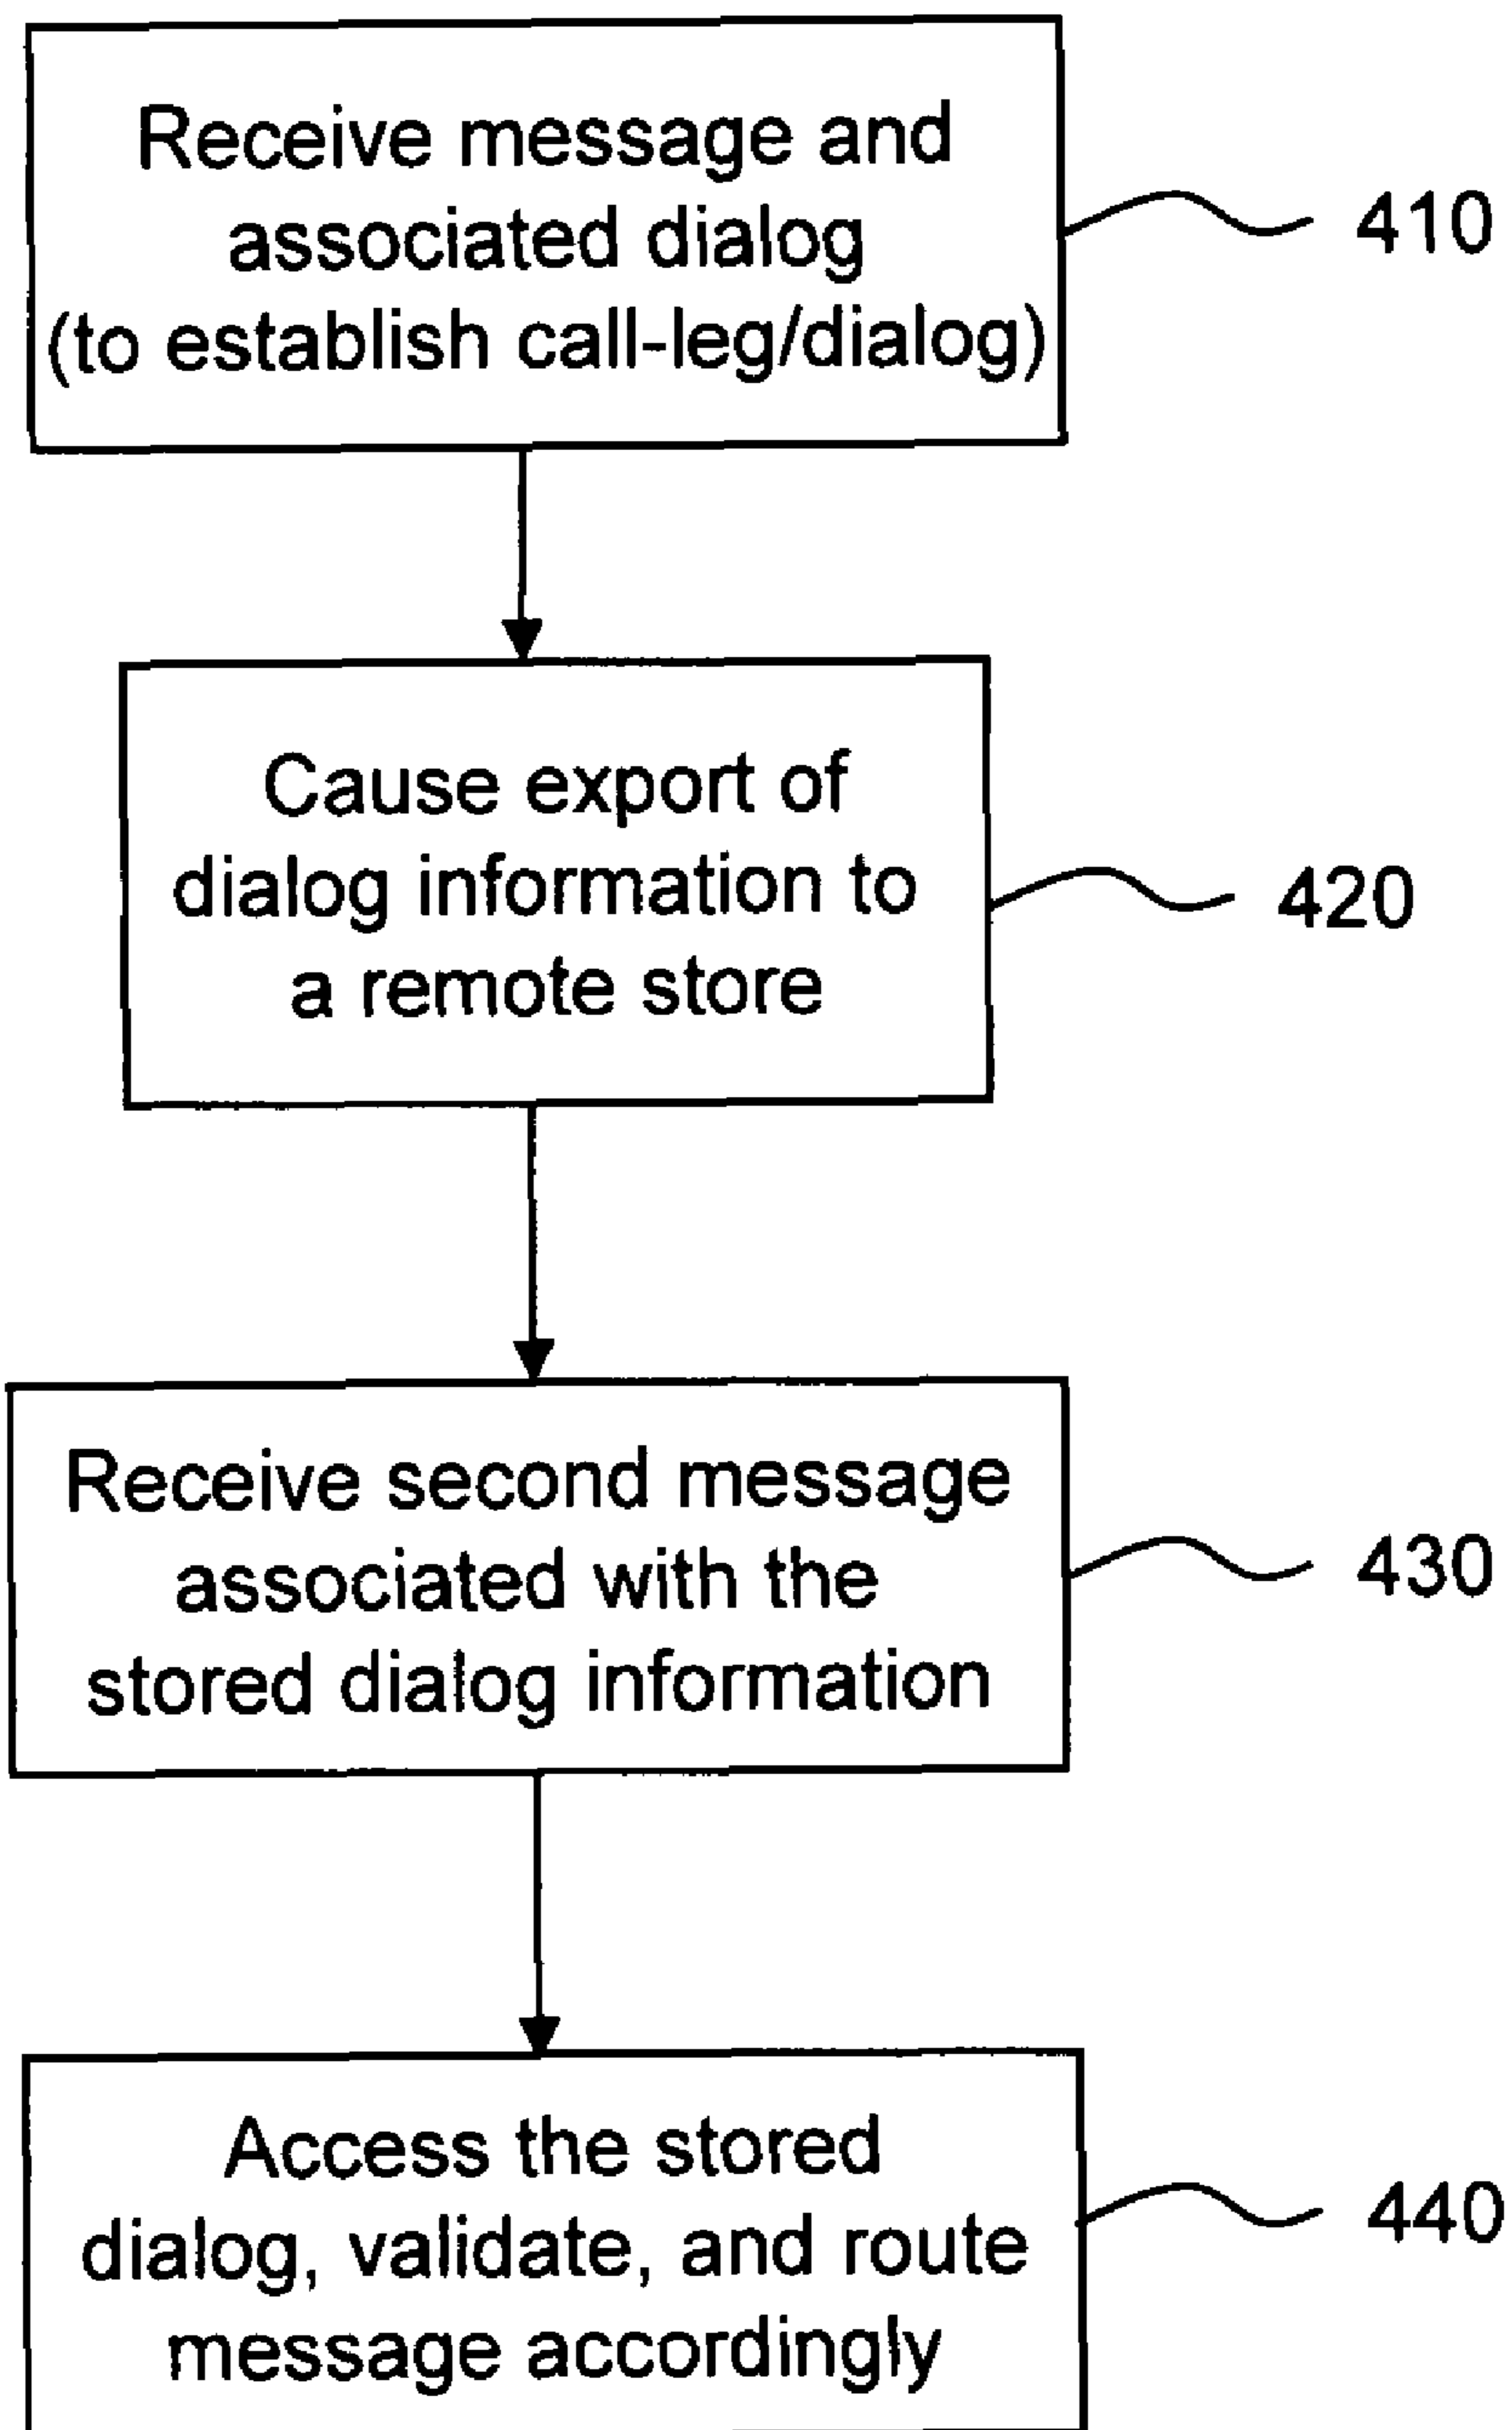 Receive message and
associated dialog
(to establish call-leg/dialog)
410
Cause export of
dialog information to
a remote store
420
Receive second message
associated with the
stored dialog information
430
Access the stored
dialog, validate, and route
message accordingly
440